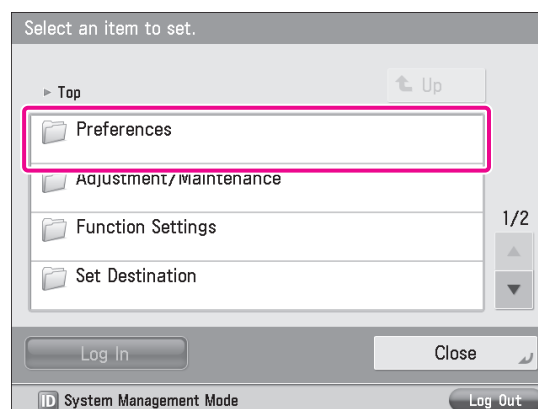 Select an item to set.
Top
Up
Preferences
Adjustment/Maintenance
Function Settings
1/2
Set Destination
Log In
Close
ID System Management Mode
Log Out